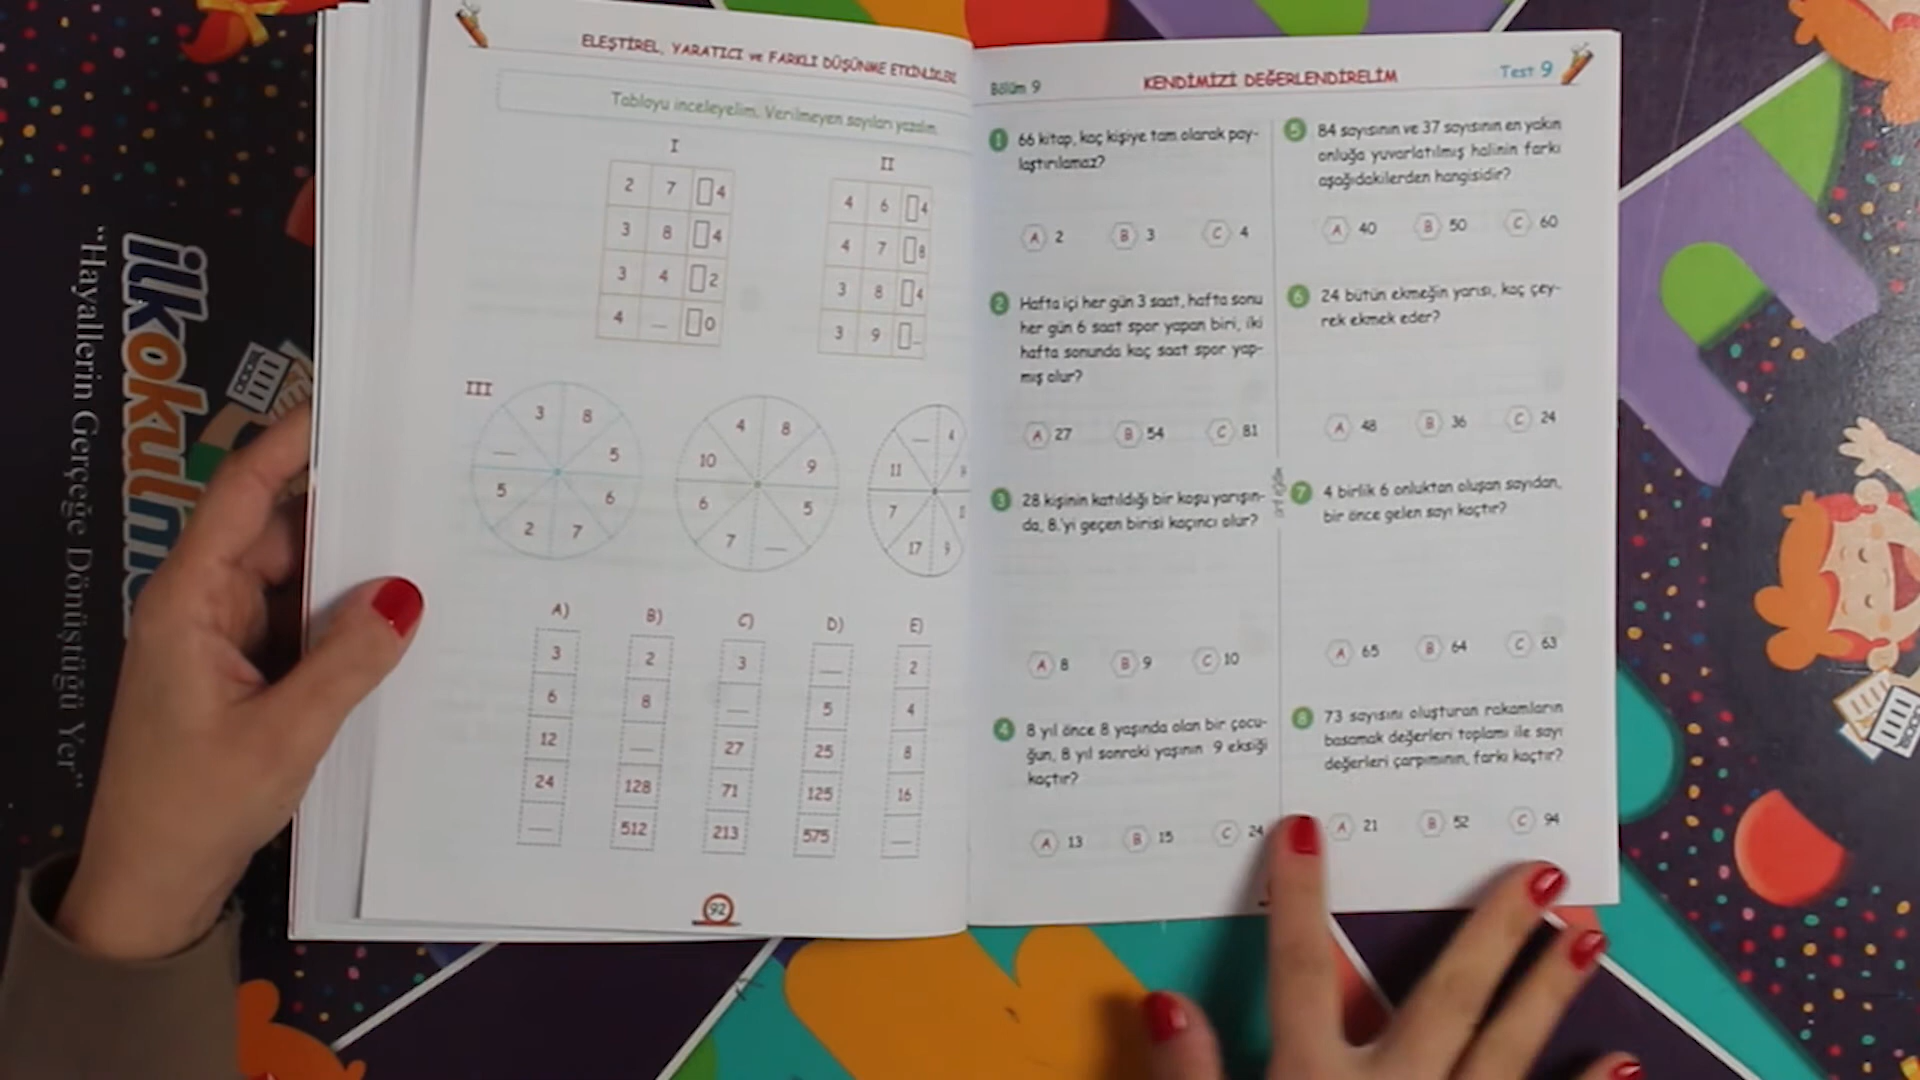 ELEŞTİREL, YARATICI ve FARKLI DÜŞÜNME ETKİNLİKLERİ
Tabloyu inceleyelim. Verilmeyen sayıları yazalım.
I
2 7 4
3 8 4
3 4 2
4 _ 0
II
4 6 4
4 7 8
3 8 4
3 9 _
III
3 8
_ 5
5 6
2 7
4 8
10 9
6 5
7 _
_ 4
11
7
17 9
A)
3
6
12
24
_
B)
2
8
_
128
512
C)
3
_
27
71
213
D)
_
5
25
125
575
E)
2
4
8
16
_
92
Bölüm 9
KENDİMİZİ DEĞERLENDİRELİM
Test 9
1 66 kitap, kaç kişiye tam olarak pay-
laştırılamaz?
A 2 B 3 C 4
2 Hafta içi her gün 3 saat, hafta sonu
her gün 6 saat spor yapan biri, iki
hafta sonunda kaç saat spor yap-
mış olur?
A 27 B 54 C 81
3 28 kişinin katıldığı bir koşu yarışın-
da, 8.'yi geçen birisi kaçıncı olur?
A 8 B 9 C 10
4 8 yıl önce 8 yaşında olan bir çocu-
ğun, 8 yıl sonraki yaşının 9 eksiği
kaçtır?
A 13 B 15 C 24
5 84 sayısının ve 37 sayısının en yakın
onluğa yuvarlatılmış halinin farkı
aşağıdakilerden hangisidir?
A 40 B 50 C 60
6 24 bütün ekmeğin yarısı, kaç çey-
rek ekmek eder?
A 48 B 36 C 24
7 4 birlik 6 onluktan oluşan sayıdan,
bir önce gelen sayı kaçtır?
A 65 B 64 C 63
8 73 sayısını oluşturan rakamların
basamak değerleri toplamı ile sayı
değerleri çarpımının, farkı kaçtır?
A 21 B 52 C 94
"Hayallerin Gerçeğe Dönüştüğü Yer"